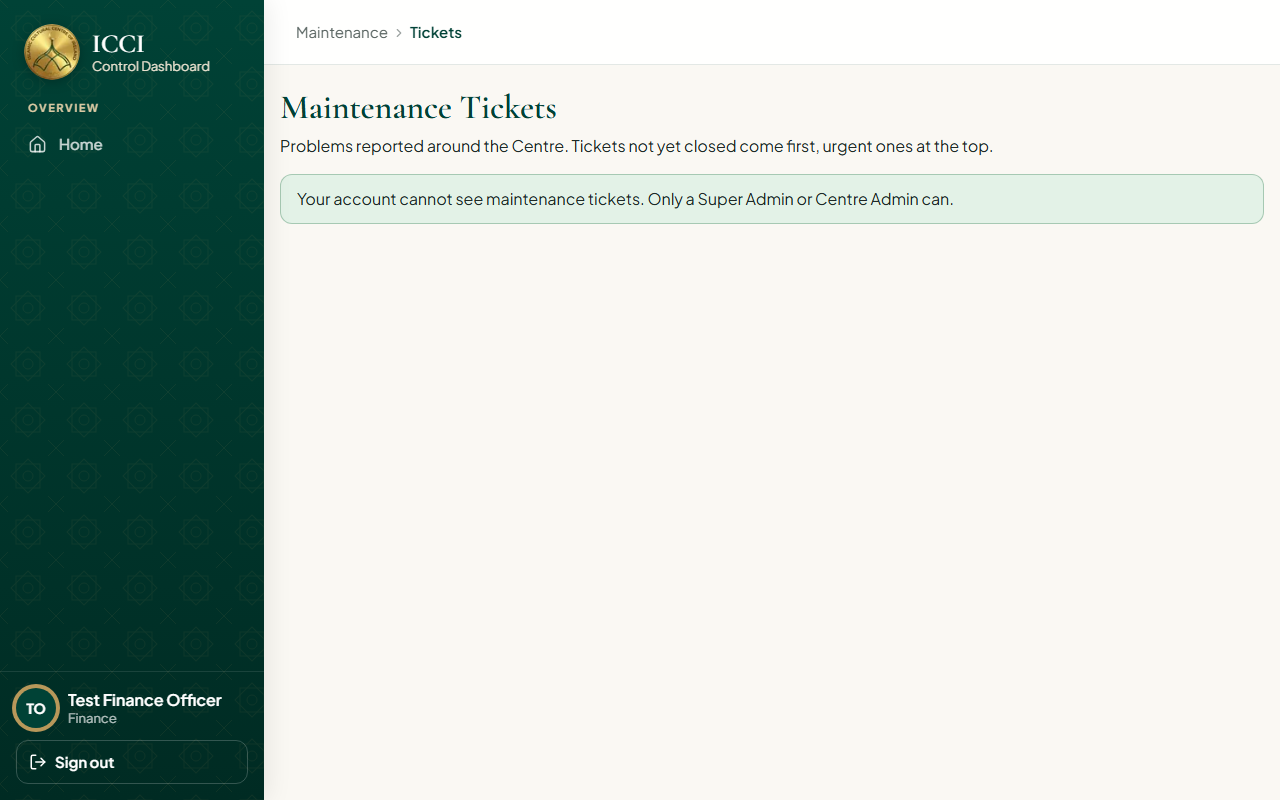 ICCI
Control Dashboard
OVERVIEW
Home
Maintenance › Tickets
Maintenance Tickets
Problems reported around the Centre. Tickets not yet closed come first, urgent ones at the top.
Your account cannot see maintenance tickets. Only a Super Admin or Centre Admin can.
TO
Test Finance Officer
Finance
Sign out